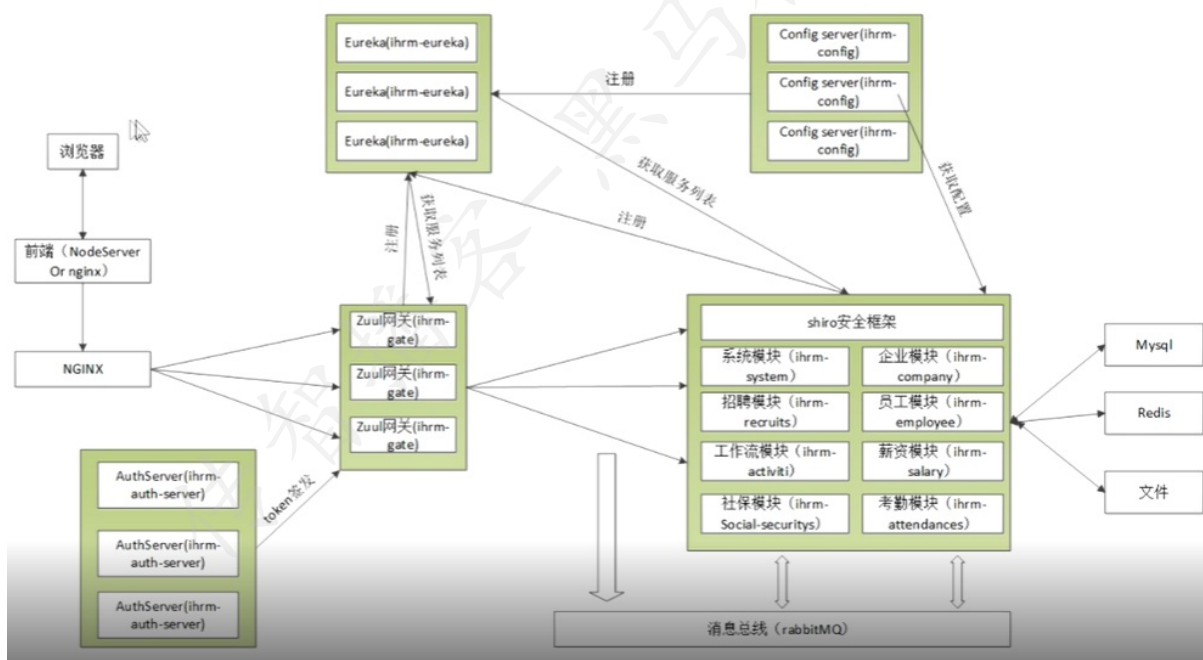 Eureka(ihrm-eureka)
Eureka(ihrm-eureka)
Eureka(ihrm-eureka)
Config server(ihrm-
config)
Config server(ihrm-
config)
Config server(ihrm-
config)
注册
浏览器
获取服务列表
注册
获取配置
注册
获取服务列表
前端（NodeServer
Or nginx）
NGINX
Zuul网关(ihrm-
gate)
Zuul网关(ihrm-
gate)
Zuul网关(ihrm-
gate)
shiro安全框架
系统模块（ihrm-
system）
企业模块（ihrm-
company）
招聘模块（ihrm-
recruits）
员工模块（ihrm-
employee）
工作流模块（ihrm-
activiti）
薪资模块（ihrm-
salary）
社保模块（ihrm-
Social-securitys）
考勤模块（ihrm-
attendances）
Mysql
Redis
文件
AuthServer(ihrm-
auth-server)
AuthServer(ihrm-
auth-server)
AuthServer(ihrm-
auth-server)
token签发
消息总线（rabbitMQ）
传智播客—黑马